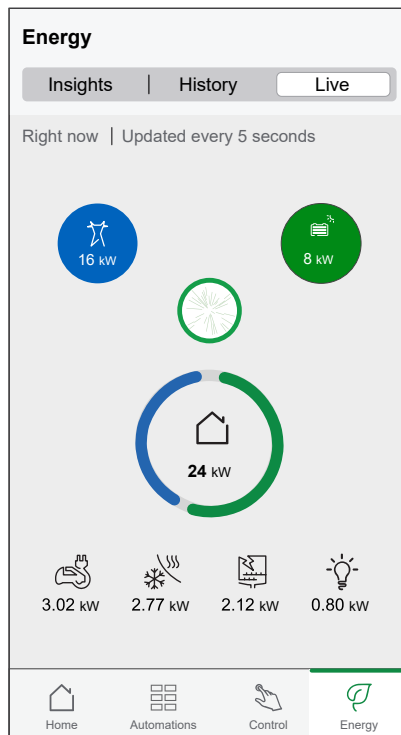 Energy
Insights | History Live
Right now | Updated every 5 seconds
16 kW
8 kW
24 kW
3.02 kW 2.77 kW 2.12 kW 0.80 kW
Home Automations Control Energy